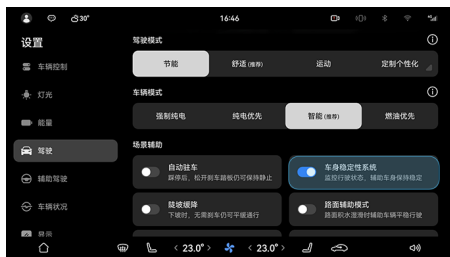 30°
16:46
设置
驾驶模式
车辆控制
节能
舒适 (推荐)
运动
定制个性化
灯光
车辆模式
能量
强制纯电
纯电优先
智能 (推荐)
燃油优先
驾驶
场景辅助
辅助驾驶
自动驻车
踩停后，松开刹车踏板仍可保持静止
车身稳定性系统
监控行驶状态，辅助车身保持稳定
车辆状况
陡坡缓降
下坡时，无需刹车仍可平缓通行
路面辅助模式
路面积水湿滑时辅助车辆平稳行驶
23.0°
23.0°